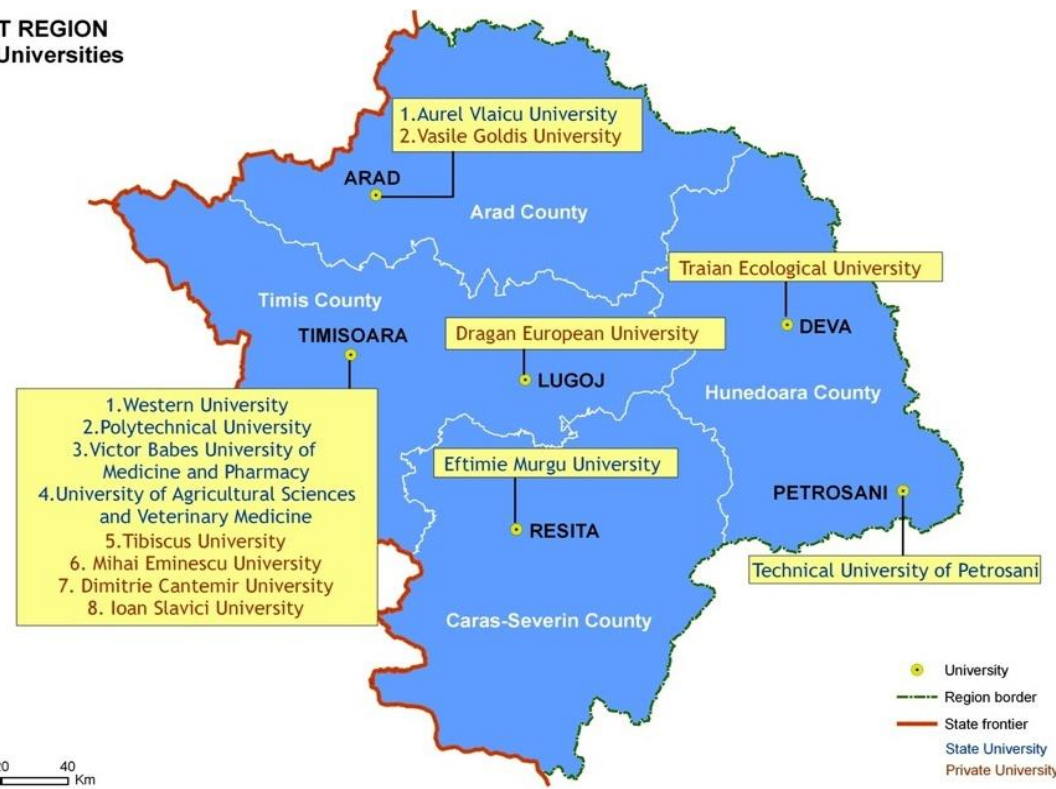 T REGION
Universities
1.Aurel Vlaicu University
2.Vasile Goldis University
ARAD
Arad County
Traian Ecological University
Timis County
DEVA
TIMISOARA
Dragan European University
LUGOJ
Hunedoara County
1.Western University
2.Polytechnical University
3.Victor Babes University of
Medicine and Pharmacy
4.University of Agricultural Sciences
and Veterinary Medicine
5.Tibiscus University
6. Mihai Eminescu University
7. Dimitrie Cantemir University
8. Ioan Slavici University
Eftimie Murgu University
RESITA
PETROSANI
Technical University of Petrosani
Caras-Severin County
University
Region border
State frontier
State University
Private University
20 40
Km